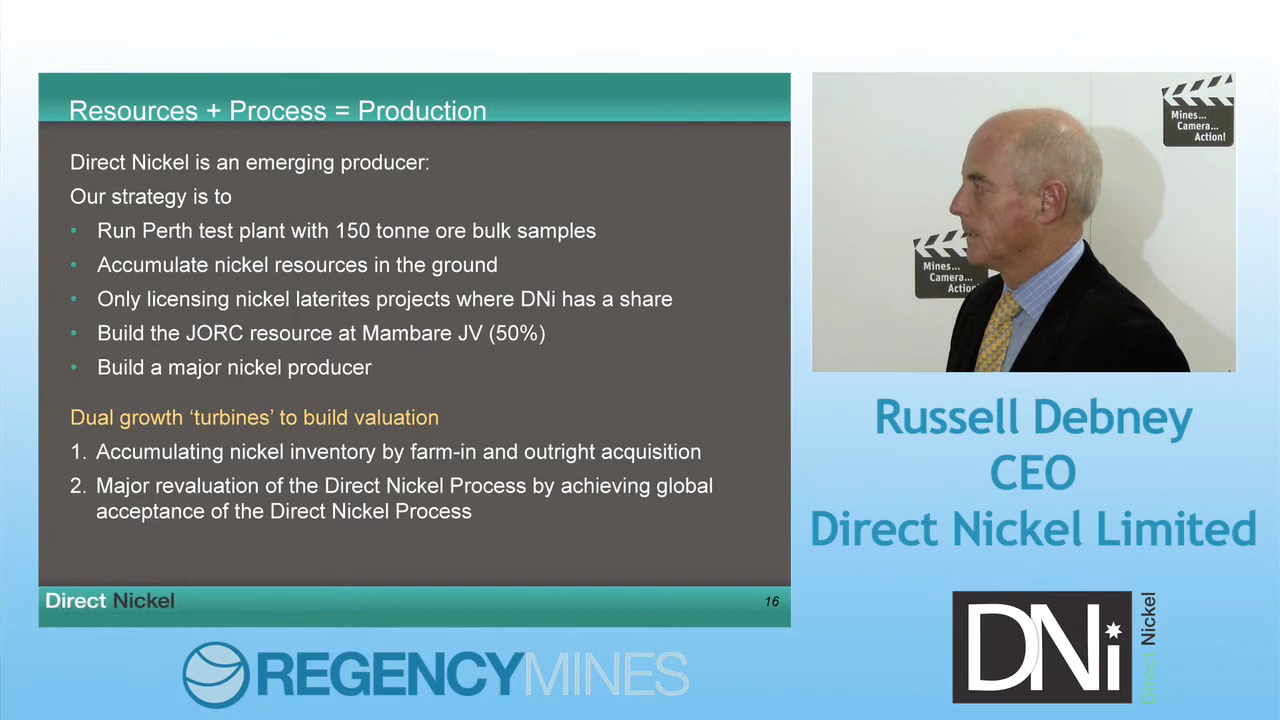 Resources + Process = Production
Direct Nickel is an emerging producer:
Our strategy is to
• Run Perth test plant with 150 tonne ore bulk samples
• Accumulate nickel resources in the ground
• Only licensing nickel laterites projects where DNi has a share
• Build the JORC resource at Mambare JV (50%)
• Build a major nickel producer
Dual growth ‘turbines’ to build valuation
1. Accumulating nickel inventory by farm-in and outright acquisition
2. Major revaluation of the Direct Nickel Process by achieving global
acceptance of the Direct Nickel Process
Direct Nickel
16
Mines...
Camera...
Action!
Mines...
Camera...
Action!
Russell Debney
CEO
Direct Nickel Limited
REGENCYMINES
DNi
Direct Nickel